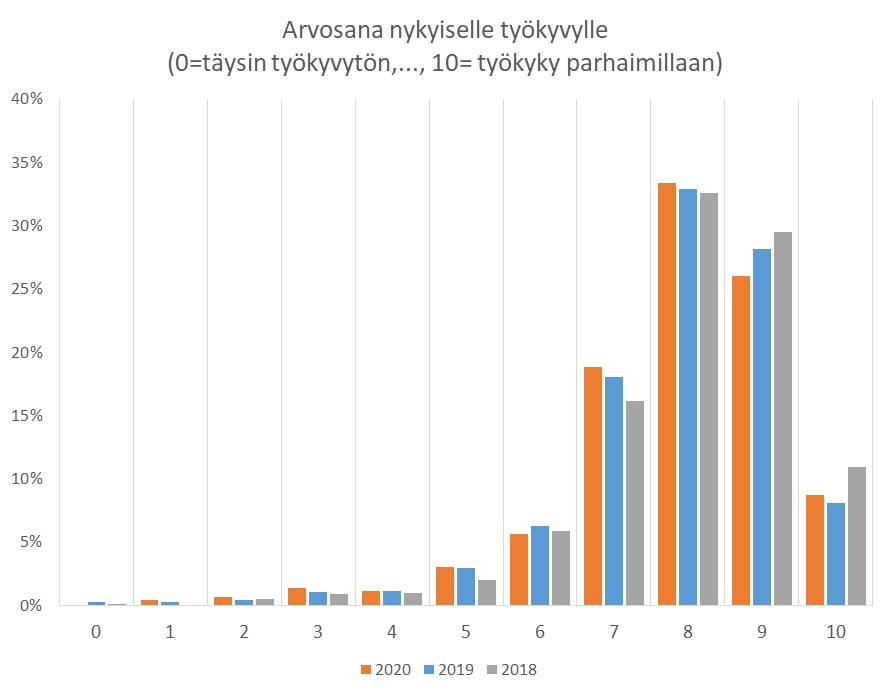 Arvosana nykyiselle työkyvylle
(0=täysin työkyvytön,..., 10= työkyky parhaimillaan)
40%
35%
30%
25%
20%
15%
10%
5%
0%
0 1 2 3 4 5 6 7 8 9 10
2020 2019 2018